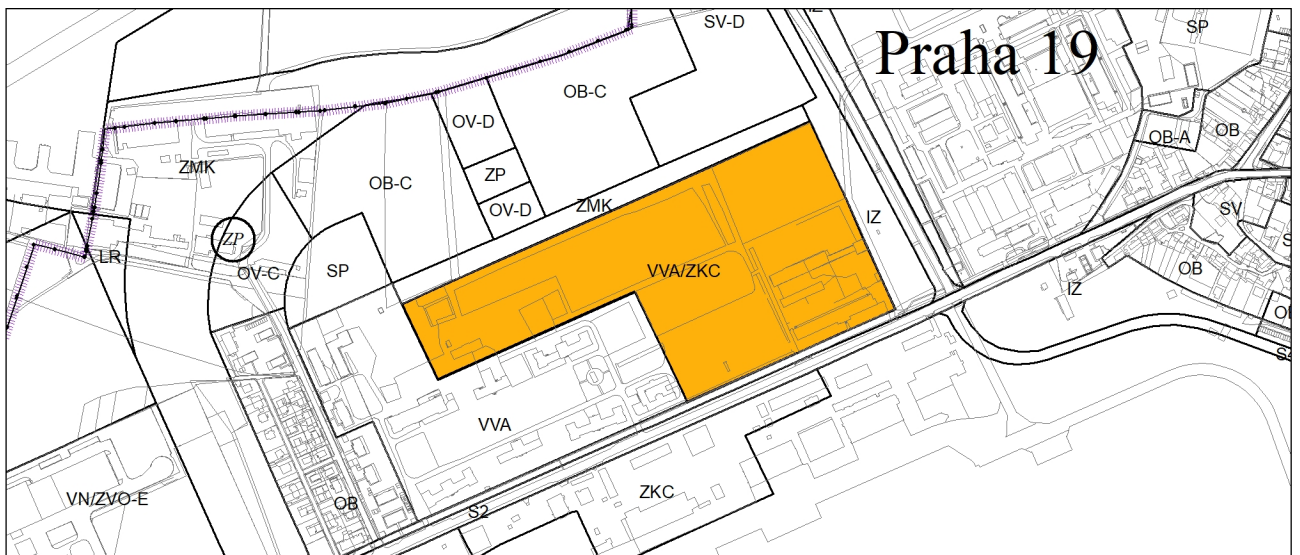 IZ
SV-D
SP
Praha 19
OB-C
OV-D
OB-A
OB
ZMK
ZP
OB-C
OV-D
ZMK
SV
IZ
ZP
LR
OV-C
SP
VVA/ZKC
OB
IZ
VVA
ZKC
VN/ZVO-E
OB
S2